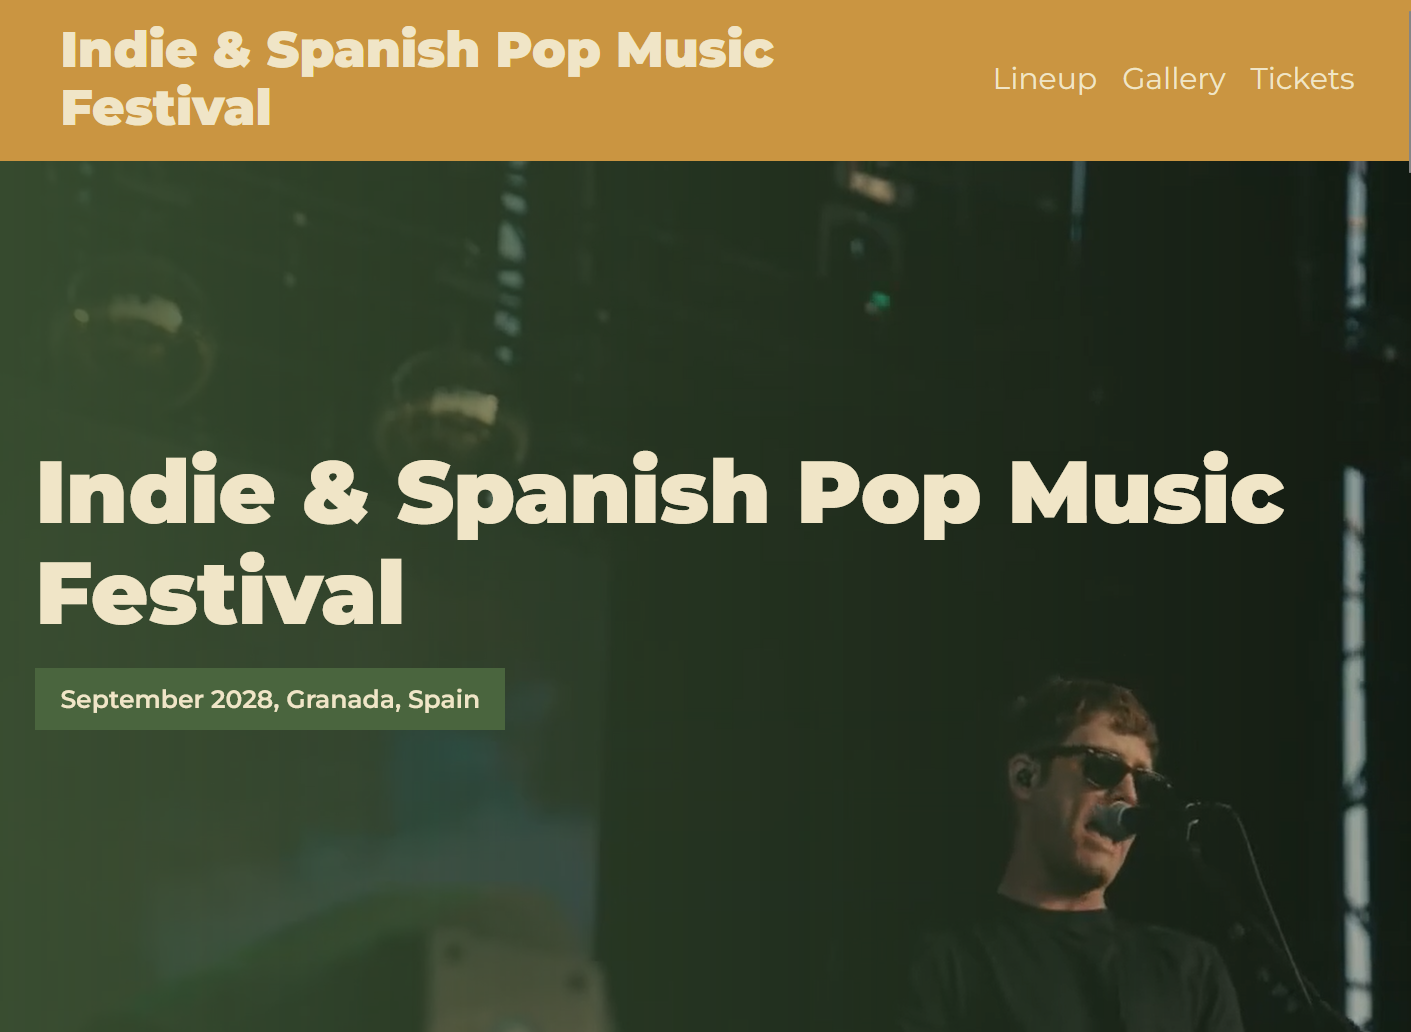 Indie & Spanish Pop Music
Festival
Lineup Gallery Tickets
Indie & Spanish Pop Music
Festival
September 2028, Granada, Spain